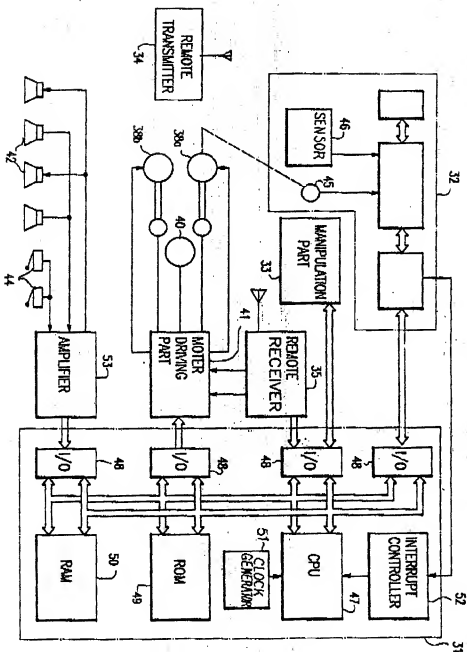 32
46
SENSOR
45
MANIPULATION
PART
33
REMOTE
TRANSMITTER
34
38b
38a
40
41
MOTER
DRIVING
PART
REMOTE
RECEIVER
35
42
44
AMPLIFIER
53
I/O
48
I/O
48
I/O
48
I/O
48
INTERRUPT
CONTROLLER
52
CPU
47
51
CLOCK
GENERATOR
ROM
49
RAM
50
31